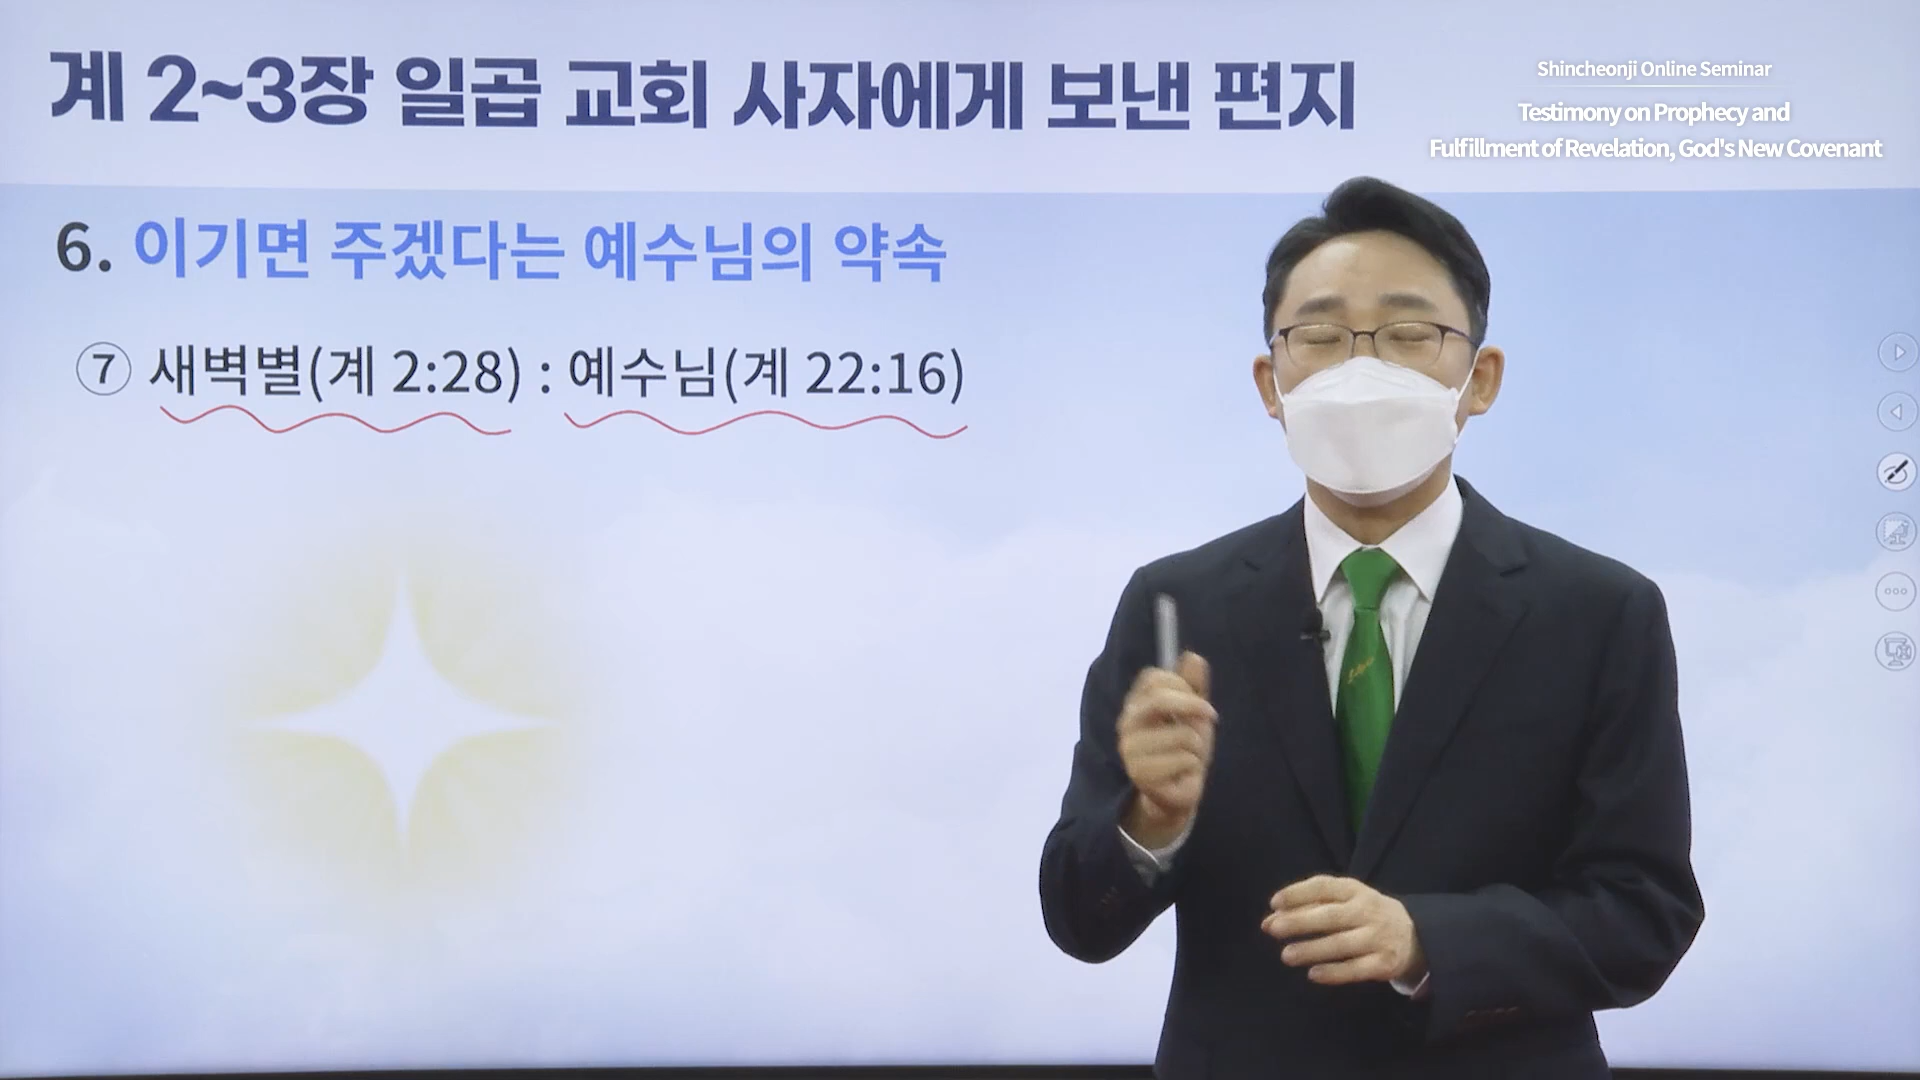 계 2~3장 일곱 교회 사자에게 보낸 편지
Shincheonji Online Seminar
Testimony on Prophecy and
Fulfillment of Revelation, God's New Covenant
6. 이기면 주겠다는 예수님의 약속
⑦ 새벽별(계 2:28) : 예수님(계 22:16)